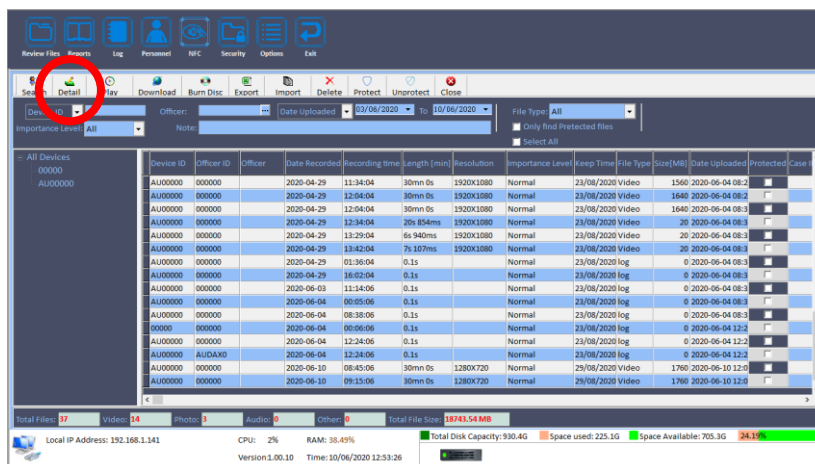 Review Files Reports Log Personnel NFC Security Options Exit
Detail Play Download Burn Disc Export Import Delete Protect Unprotect Close
Device ID Officer: Date Uploaded 03/06/2020 To 10/06/2020 File Type: All
Importance Level: All Note: Only find Pretected files
Select All
All Devices
00000
AU00000
Device ID Officer ID Officer Date Recorded Recording time Length [min] Resolution Importance Level Keep Time File Type Size[MB] Date Uploaded Protected Case
AU00000 000000 2020-04-29 11:34:04 30mn 0s 1920X1080 Normal 23/08/2020 Video 1560 2020-06-04 08:2
AU00000 000000 2020-04-29 12:04:04 30mn 0s 1920X1080 Normal 23/08/2020 Video 1640 2020-06-04 08:2
AU00000 000000 2020-04-29 12:04:04 30mn 0s 1920X1080 Normal 23/08/2020 Video 1640 2020-06-04 08:3
AU00000 000000 2020-04-29 12:34:04 20s 854ms 1920X1080 Normal 23/08/2020 Video 20 2020-06-04 08:3
AU00000 000000 2020-04-29 13:29:04 6s 940ms 1920X1080 Normal 23/08/2020 Video 20 2020-06-04 08:3
AU00000 000000 2020-04-29 13:42:04 7s 107ms 1920X1080 Normal 23/08/2020 Video 20 2020-06-04 08:3
AU00000 000000 2020-04-29 01:36:04 0.1s Normal 23/08/2020 log 0 2020-06-04 08:3
AU00000 000000 2020-04-29 16:02:04 0.1s Normal 23/08/2020 log 0 2020-06-04 08:3
AU00000 000000 2020-06-03 11:14:06 0.1s Normal 23/08/2020 log 0 2020-06-04 08:3
AU00000 000000 2020-06-04 00:05:06 0.1s Normal 23/08/2020 log 0 2020-06-04 08:3
AU00000 000000 2020-06-04 08:38:06 0.1s Normal 23/08/2020 log 0 2020-06-04 08:3
00000 000000 2020-06-04 00:06:06 0.1s Normal 23/08/2020 log 0 2020-06-04 12:2
AU00000 000000 2020-06-04 12:24:06 0.1s Normal 23/08/2020 log 0 2020-06-04 12:2
AU00000 AUDAX0 2020-06-04 12:24:06 0.1s Normal 23/08/2020 log 0 2020-06-04 12:2
AU00000 000000 2020-06-10 08:45:06 30mn 0s 1280X720 Normal 29/08/2020 Video 1760 2020-06-10 12:0
AU00000 000000 2020-06-10 09:15:06 30mn 0s 1280X720 Normal 29/08/2020 Video 1760 2020-06-10 12:0
Total Files: 37 Video: 14 Photo: 3 Audio: 0 Other: 0 Total File Size: 18743.54 MB
Local IP Address: 192.168.1.141 CPU: 2% RAM: 38.49% Total Disk Capacity: 930.4G Space used: 225.1G Space Available: 705.3G 24.19%
Version:1.00.10 Time: 10/06/2020 12:53:26